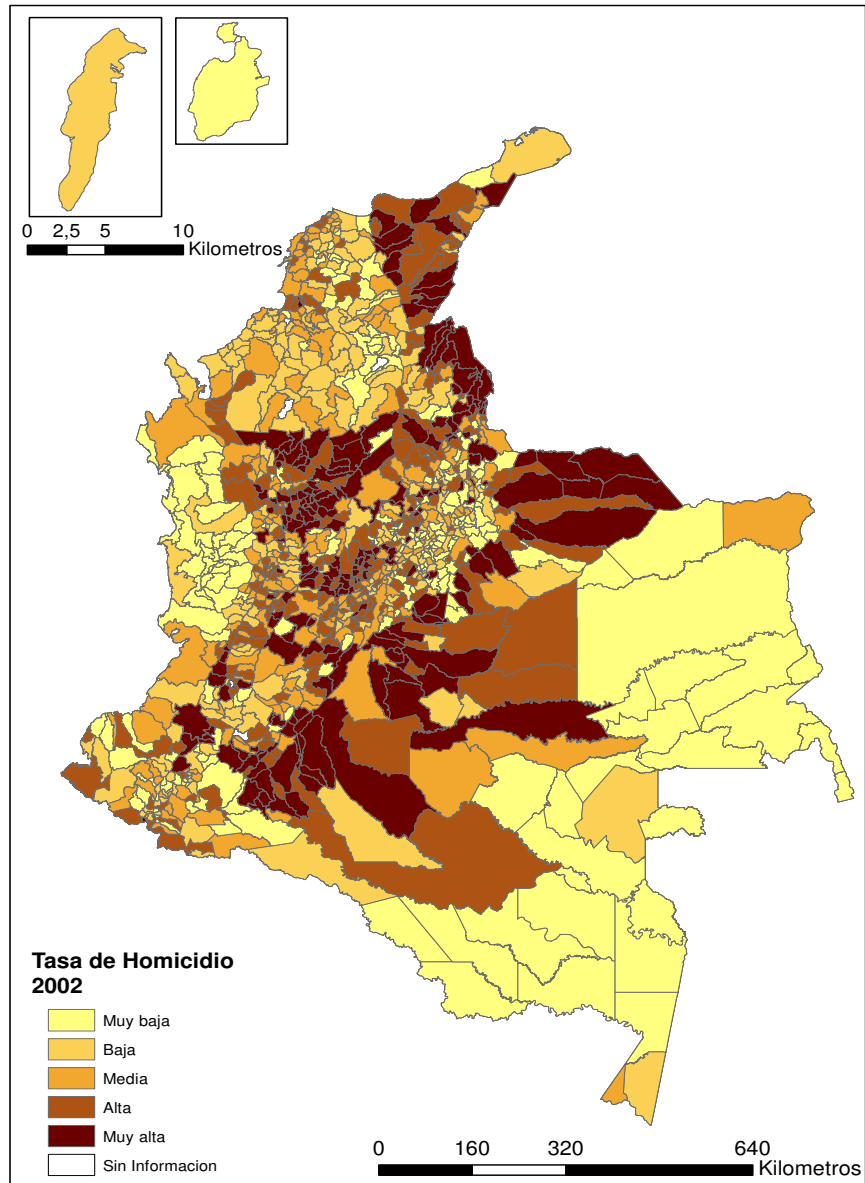 0 2,5 5 10
Kilometros
Tasa de Homicidio
2002
Muy baja
Baja
Media
Alta
Muy alta
Sin Informacion
0 160 320 640
Kilometros